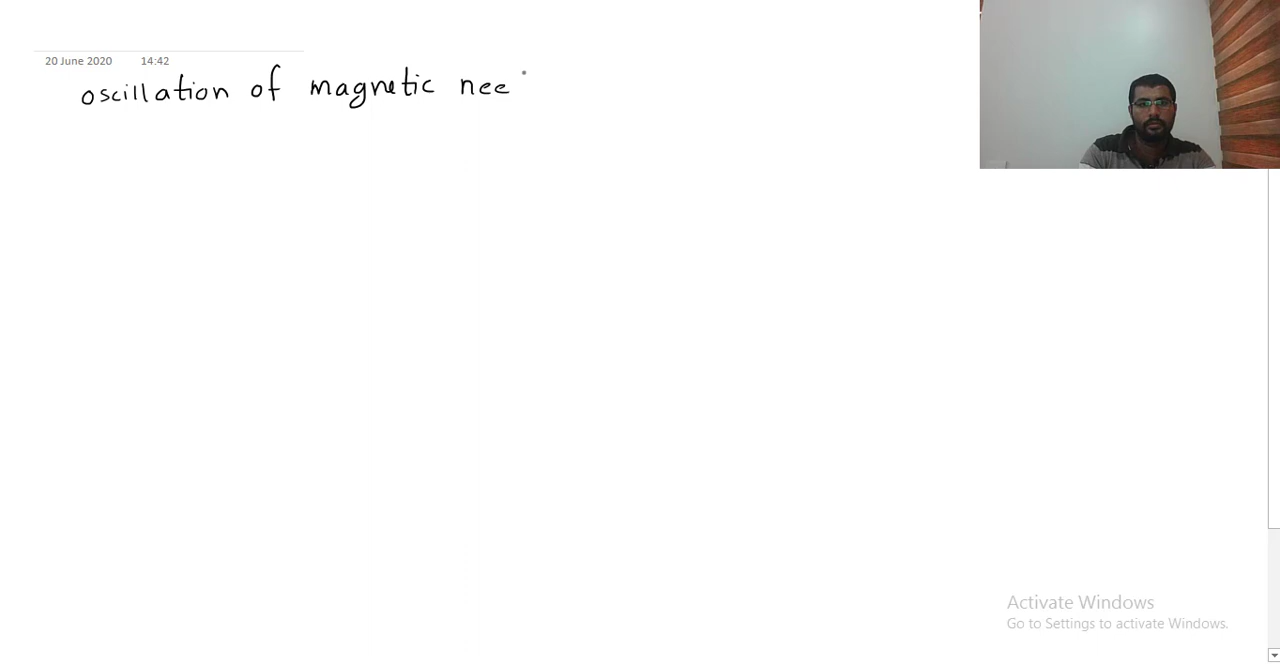 20 June 2020 14:42
oscillation of magnetic nee
Activate Windows
Go to Settings to activate Windows.